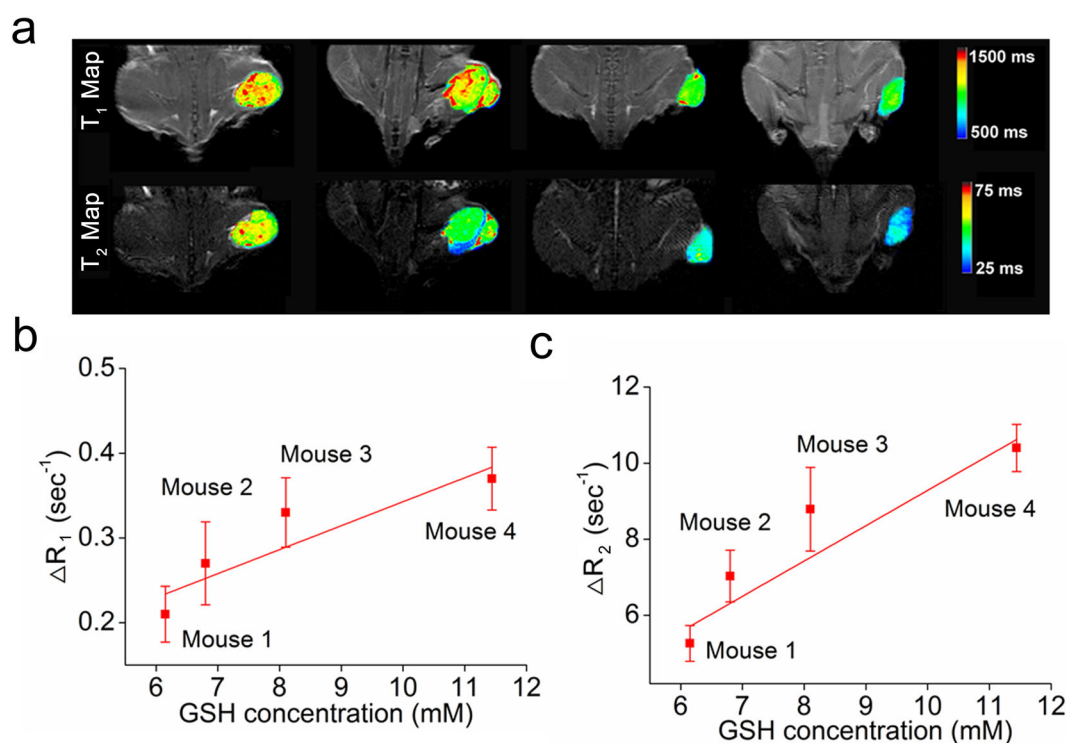 a
T₁ Map
1500 ms
500 ms
T₂ Map
75 ms
25 ms
b
0.5
0.4
0.3
0.2
ΔR₁ (sec⁻¹)
Mouse 1
Mouse 2
Mouse 3
Mouse 4
6 7 8 9 10 11 12
GSH concentration (mM)
c
12
10
8
6
ΔR₂ (sec⁻¹)
Mouse 1
Mouse 2
Mouse 3
Mouse 4
6 7 8 9 10 11 12
GSH concentration (mM)